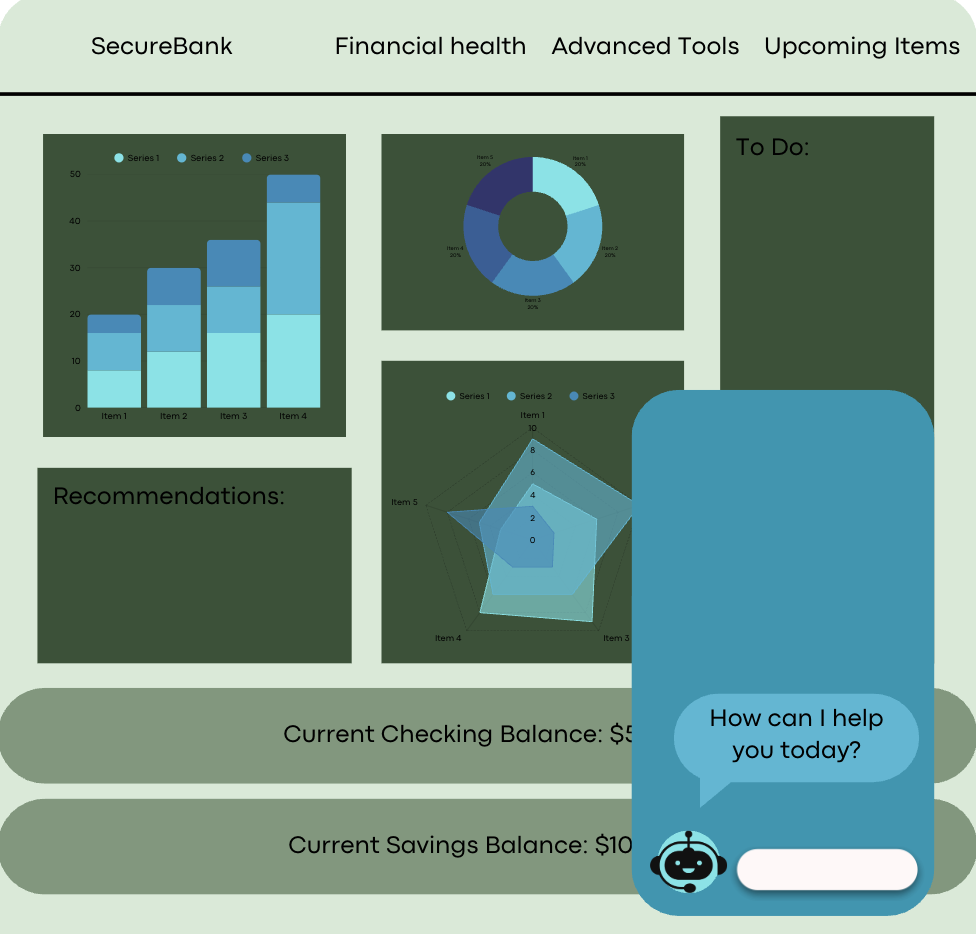 SecureBank Financial health Advanced Tools Upcoming Items
Series 1 Series 2 Series 3
50
40
30
20
10
0
Item 1 Item 2 Item 3 Item 4
Item 5
20%
Item 1
20%
Item 4
20%
Item 2
20%
Item 3
20%
To Do:
Recommendations:
Series 1 Series 2 Series 3
Item 1
10
8
6
4
2
0
Item 5
Item 4
Item 3
Current Checking Balance: $5
Current Savings Balance: $10
How can I help
you today?